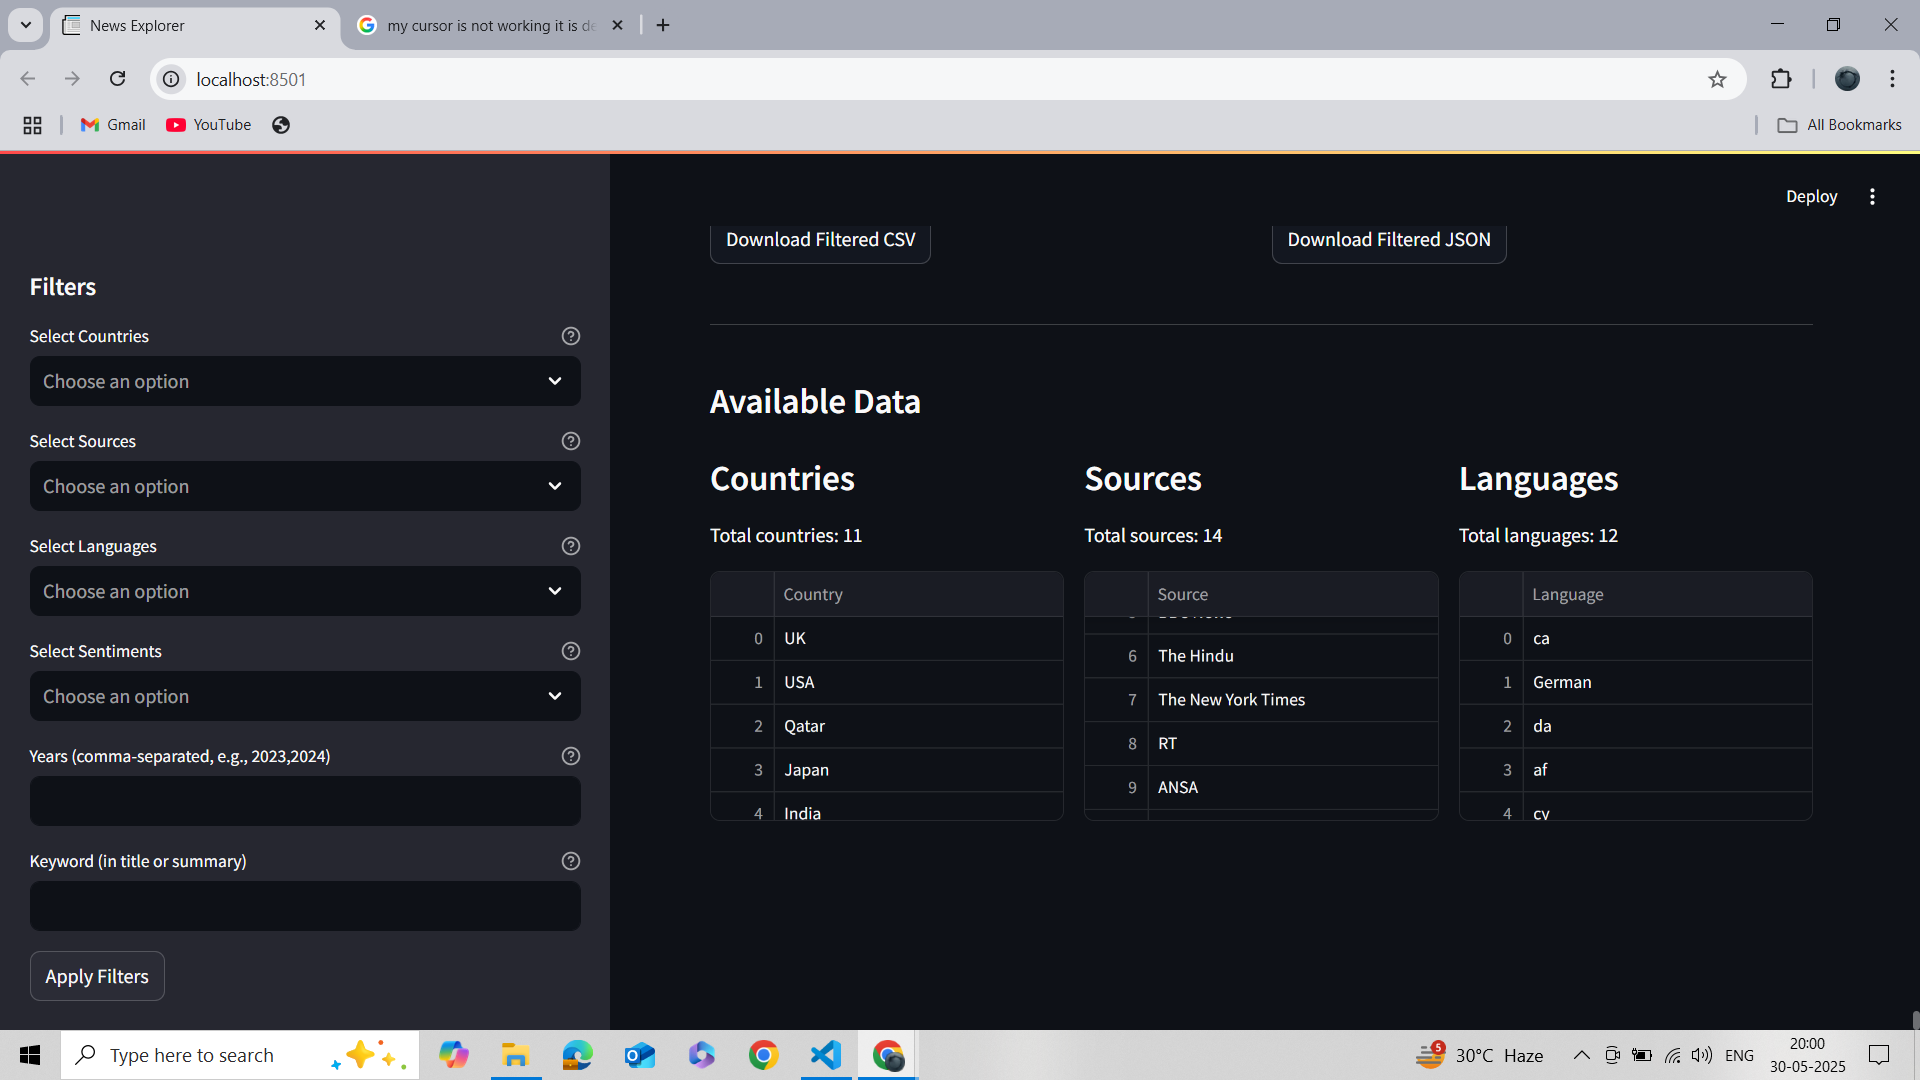 News Explorer
my cursor is not working it is de
localhost:8501
Gmail
YouTube
All Bookmarks
Deploy
Download Filtered CSV
Download Filtered JSON
Filters
Select Countries
Choose an option
Select Sources
Choose an option
Select Languages
Choose an option
Select Sentiments
Choose an option
Years (comma-separated, e.g., 2023,2024)
Keyword (in title or summary)
Apply Filters
Available Data
Countries
Total countries: 11
Country
0 UK
1 USA
2 Qatar
3 Japan
4 India
Sources
Total sources: 14
Source
6 The Hindu
7 The New York Times
8 RT
9 ANSA
Languages
Total languages: 12
Language
0 ca
1 German
2 da
3 af
4 cy
Type here to search
5
30°C Haze
ENG
20:00
30-05-2025